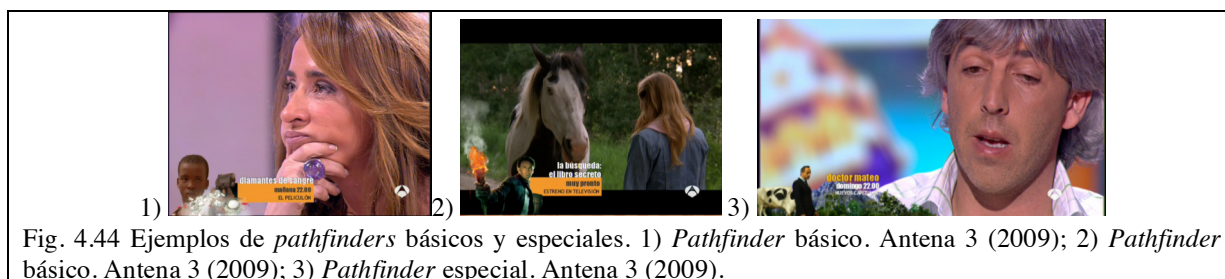 diamantes de sangre
mañana 22.00
EL PELICULÓN
1)
la búsqueda:
el libro secreto
muy pronto
ESTRENO EN TELEVISIÓN
2)
doctor mateo
domingo 22.00
NUEVOS CAPÍTULOS
3)
Fig. 4.44 Ejemplos de pathfinders básicos y especiales. 1) Pathfinder básico. Antena 3 (2009); 2) Pathfinder
básico. Antena 3 (2009); 3) Pathfinder especial. Antena 3 (2009).